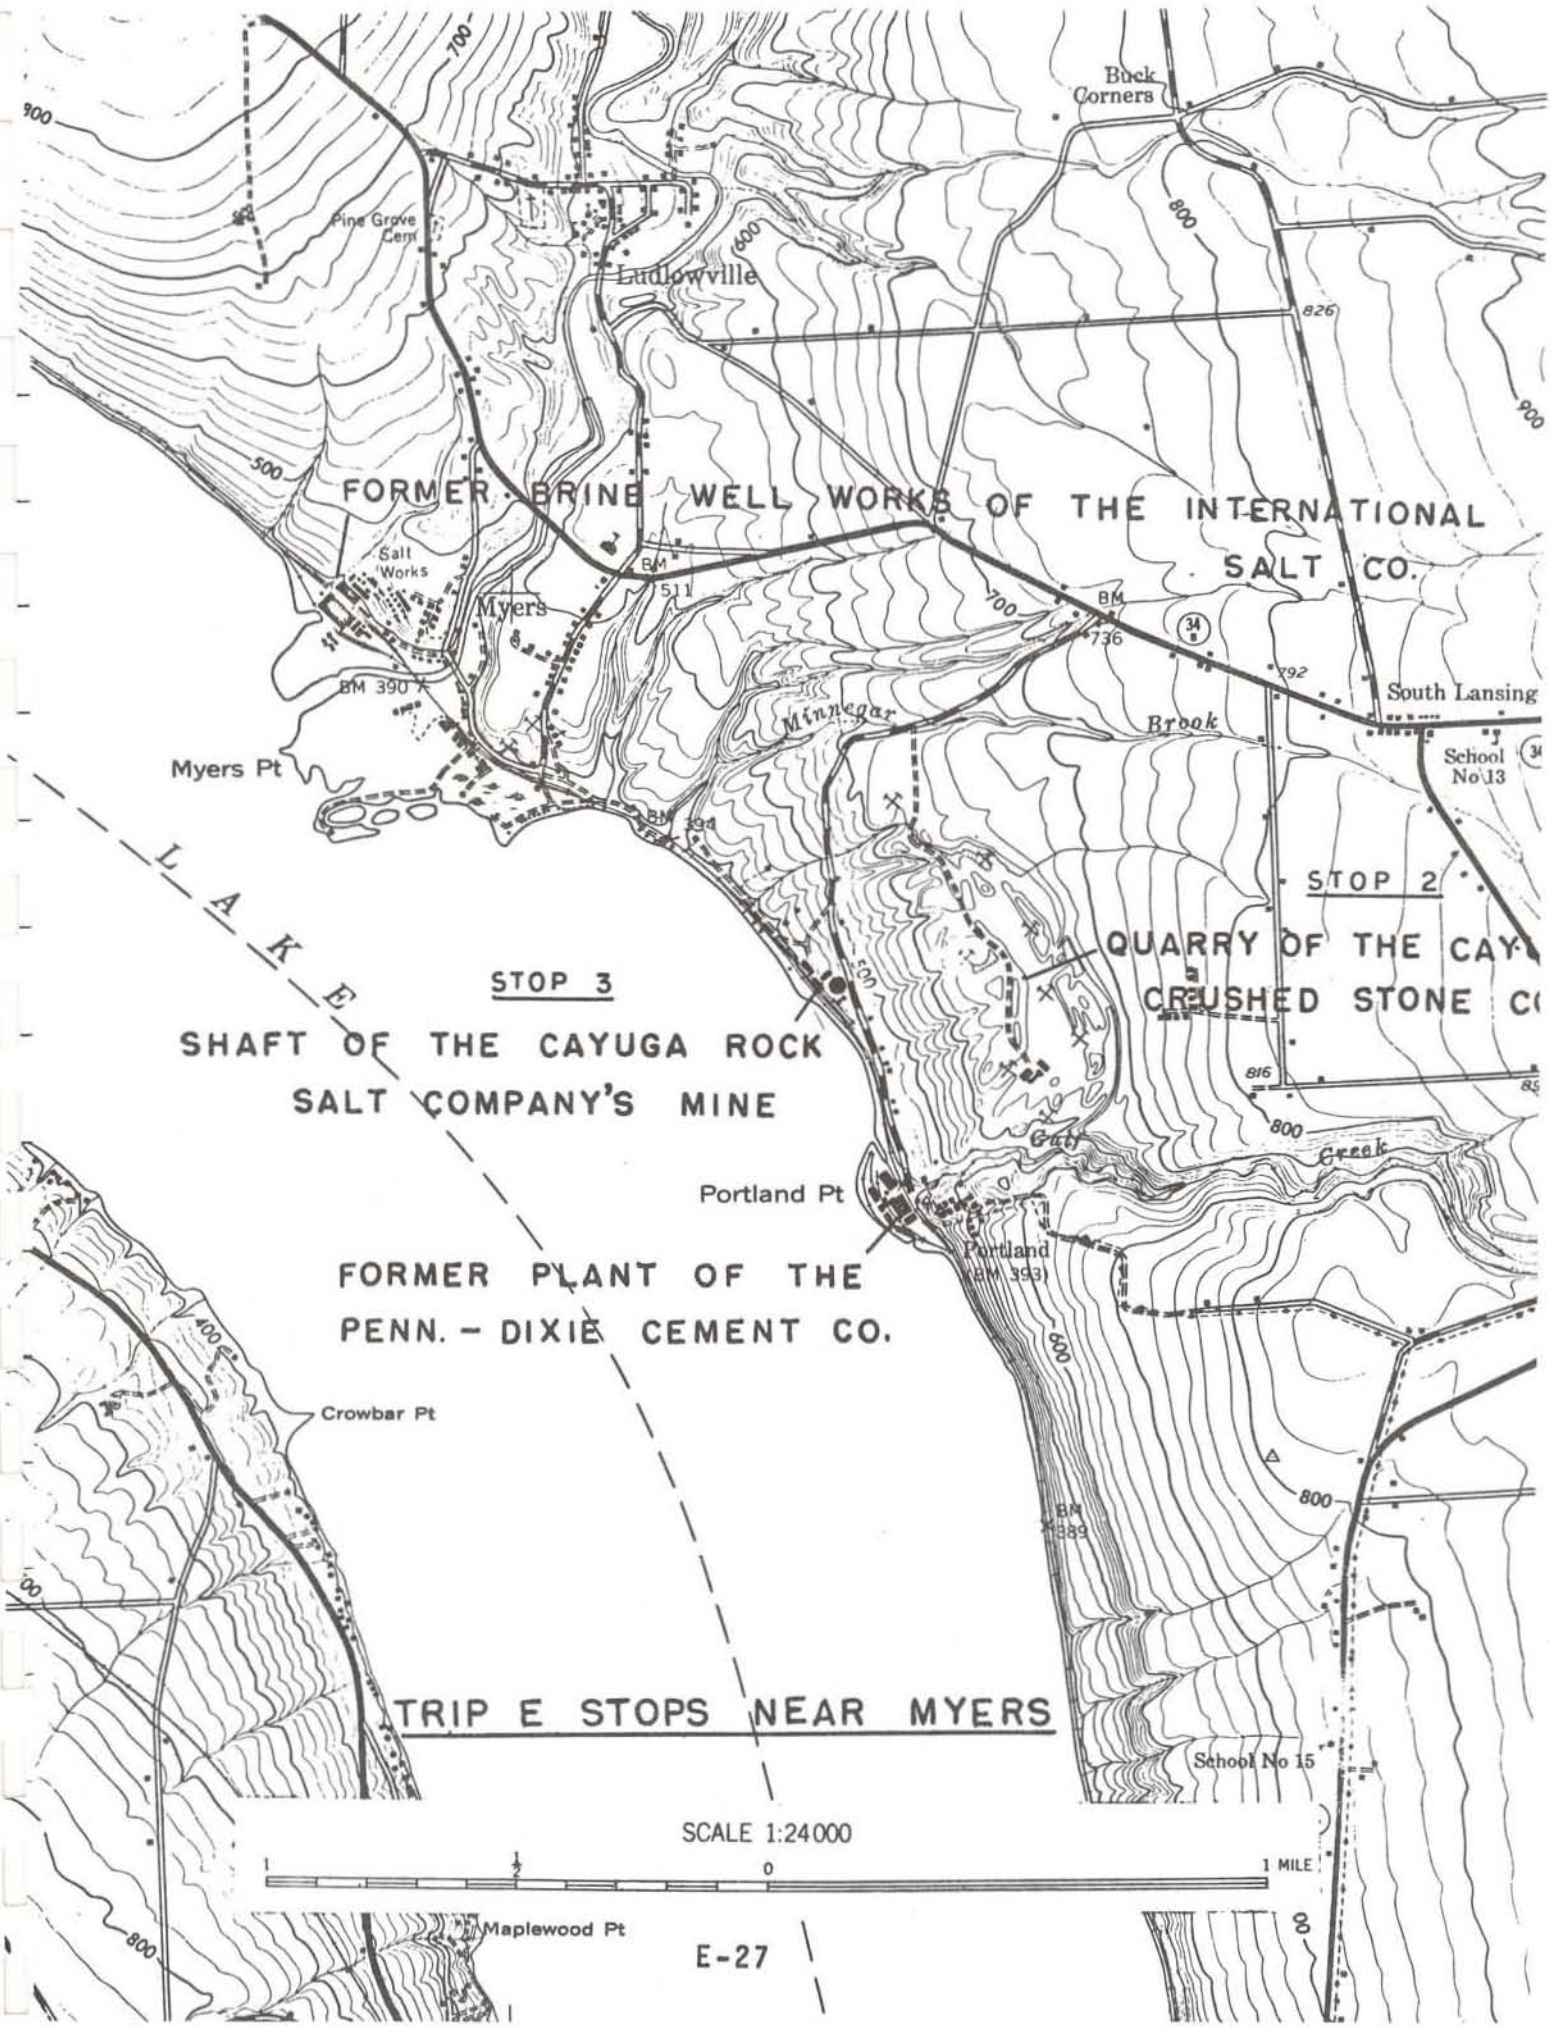 700
Buck
Corners
900
800
Pine Grove
Cem
600
Ludlowville
826
900
500
FORMER BRINE WELL WORKS OF THE INTERNATIONAL
SALT CO.
Salt
Works
BM
511
Myers
700
BM
736
34
792
BM 390
South Lansing
Minnegar
Brook
Myers Pt
School
No 13
34
BM 394
LAKE
STOP 2
QUARRY OF THE CAYU
CRUSHED STONE CO
500
STOP 3
SHAFT OF THE CAYUGA ROCK
SALT COMPANY'S MINE
816
800
Gulf
Creek
Portland Pt
Portland
(BM 393)
FORMER PLANT OF THE
PENN. - DIXIE CEMENT CO.
400
600
Crowbar Pt
800
BM
389
TRIP E STOPS NEAR MYERS
School No 15
SCALE 1:24000
1
½
0
1 MILE
Maplewood Pt
800
E-27